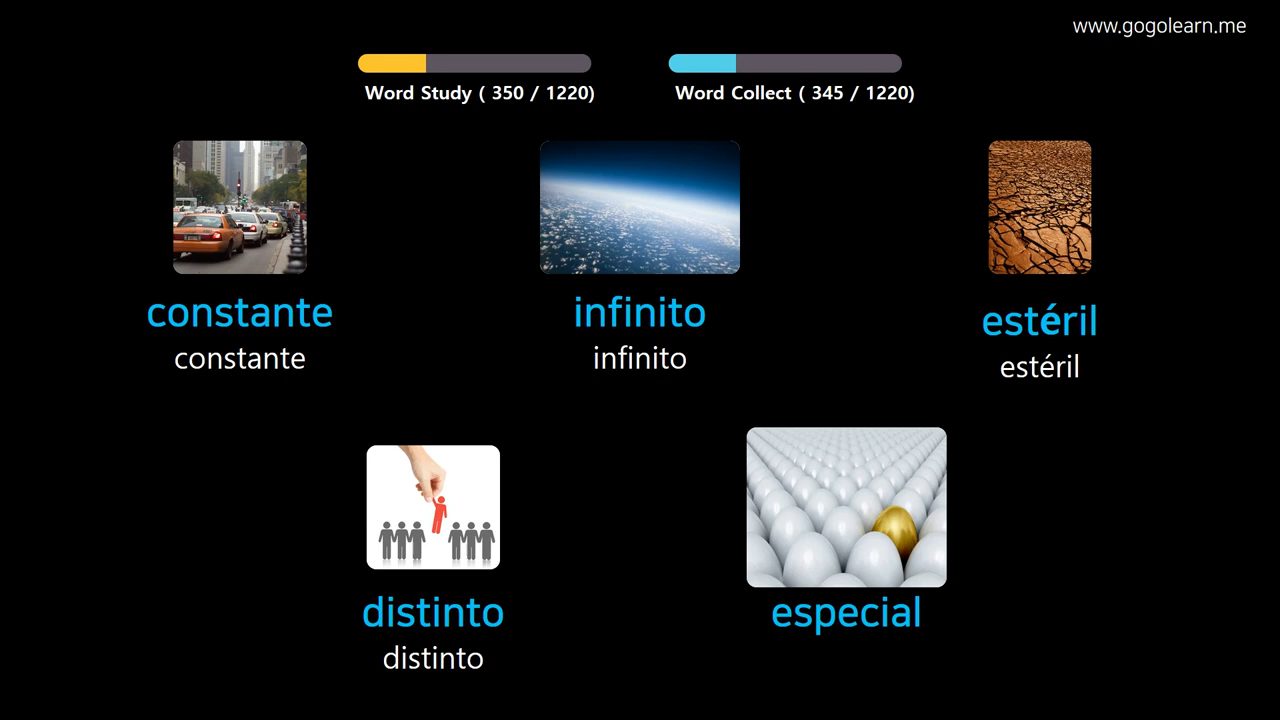 www.gogolearn.me
Word Study ( 350 / 1220)
Word Collect ( 345 / 1220)
constante
constante
infinito
infinito
estéril
estéril
distinto
distinto
especial